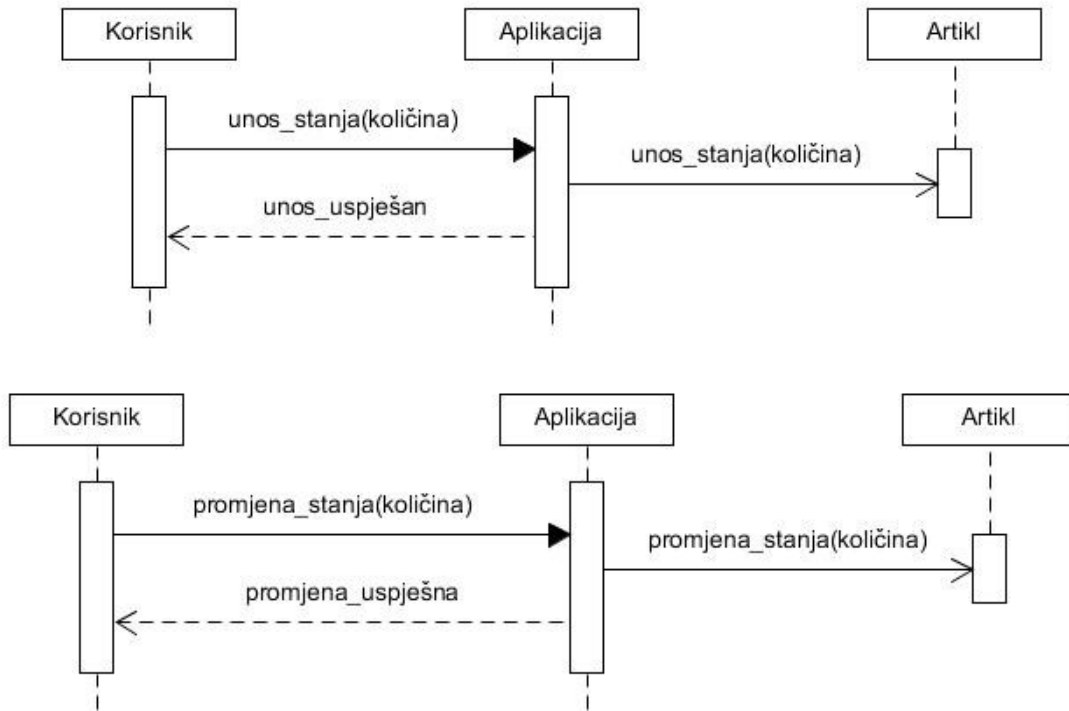 Korisnik
Aplikacija
Artikl
unos_stanja(količina)
unos_stanja(količina)
unos_uspješan
Korisnik
Aplikacija
Artikl
promjena_stanja(količina)
promjena_stanja(količina)
promjena_uspješna